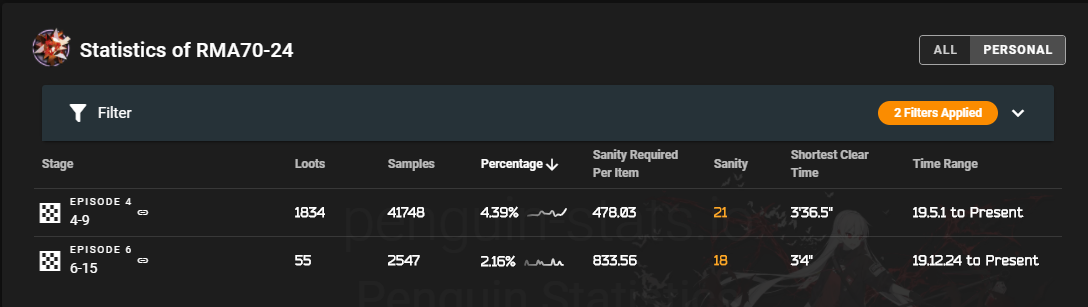 Statistics of RMA70-24
ALL PERSONAL
Filter
2 Filters Applied
Stage Loots Samples Percentage Sanity Required Per Item Sanity Shortest Clear Time Time Range
EPISODE 4
4-9 1834 41748 4.39% 478.03 21 3'36.5" 19.5.1 to Present
EPISODE 6
6-15 55 2547 2.16% 833.56 18 3'4" 19.12.24 to Present
penguin-stats.io
Penguin Statistics